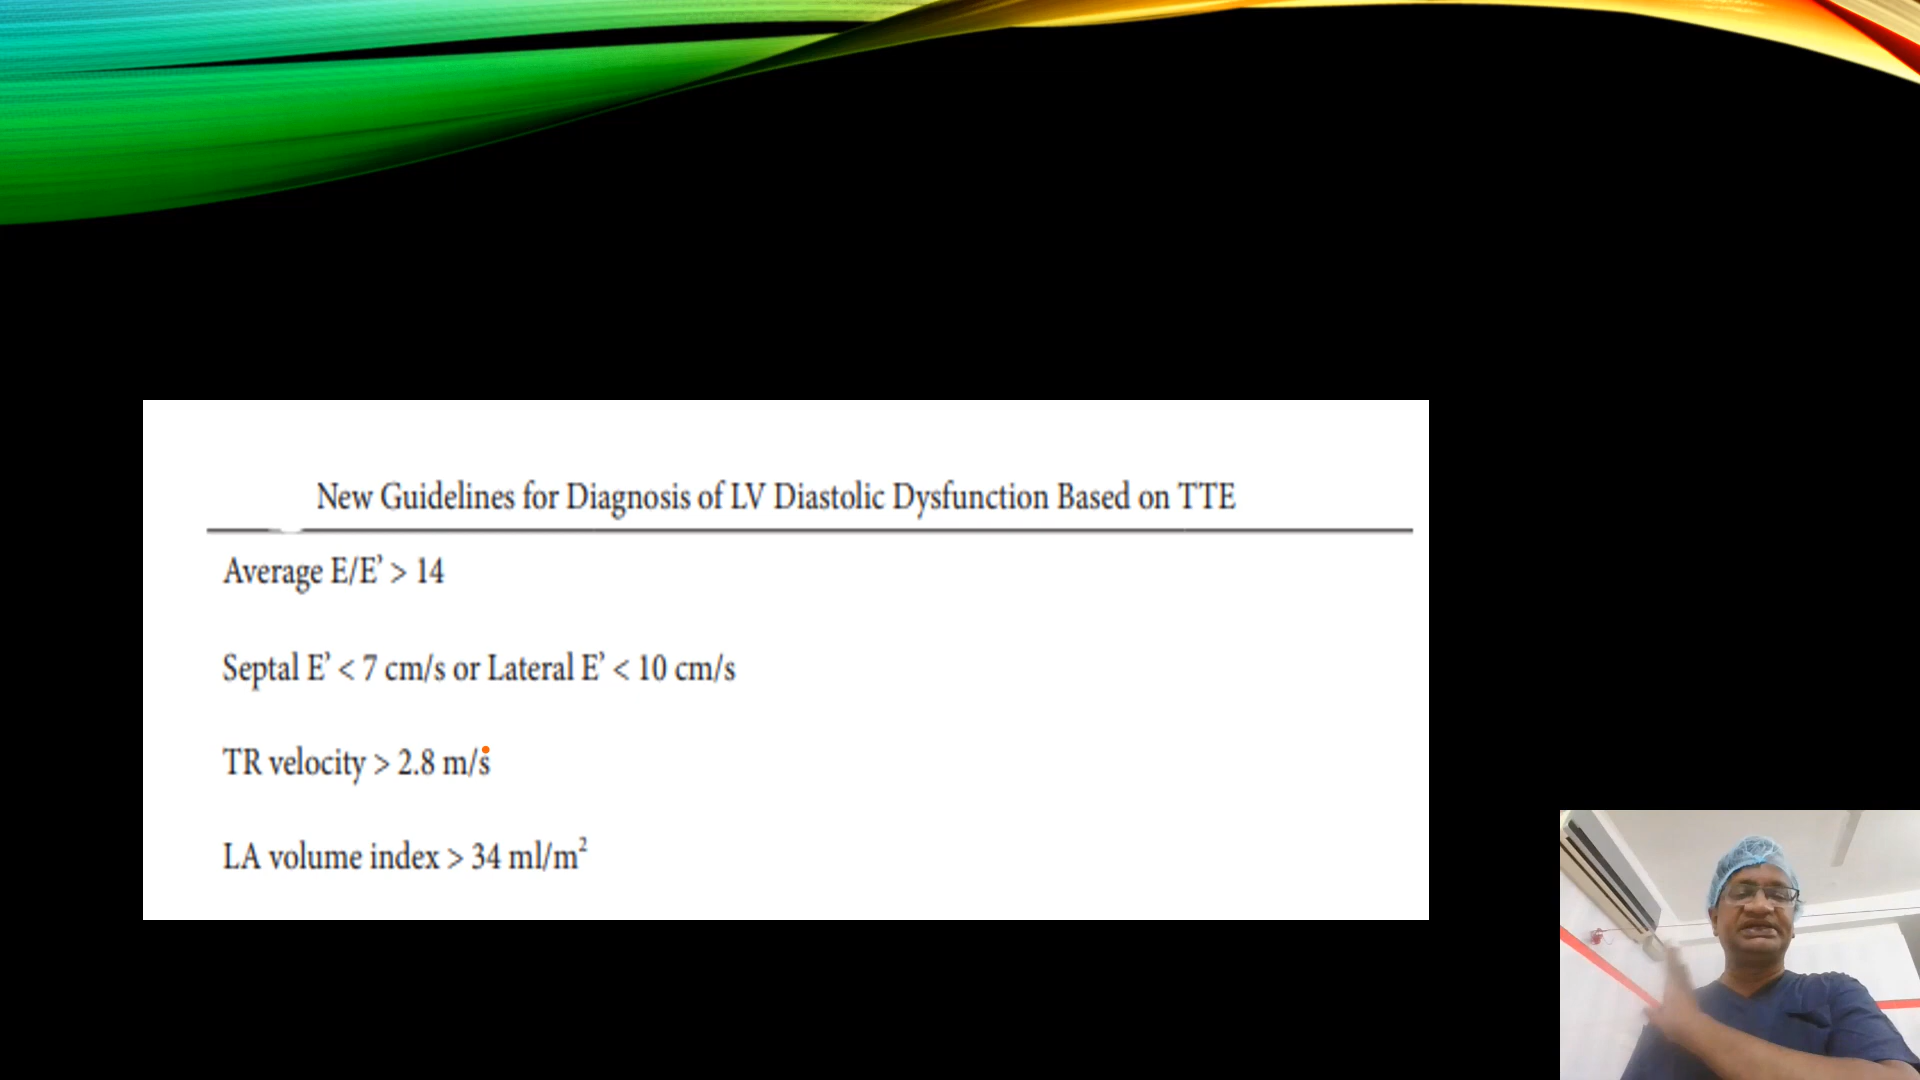 New Guidelines for Diagnosis of LV Diastolic Dysfunction Based on TTE
Average E/E’ > 14
Septal E’ < 7 cm/s or Lateral E’ < 10 cm/s
TR velocity > 2.8 m/s
LA volume index > 34 ml/m²